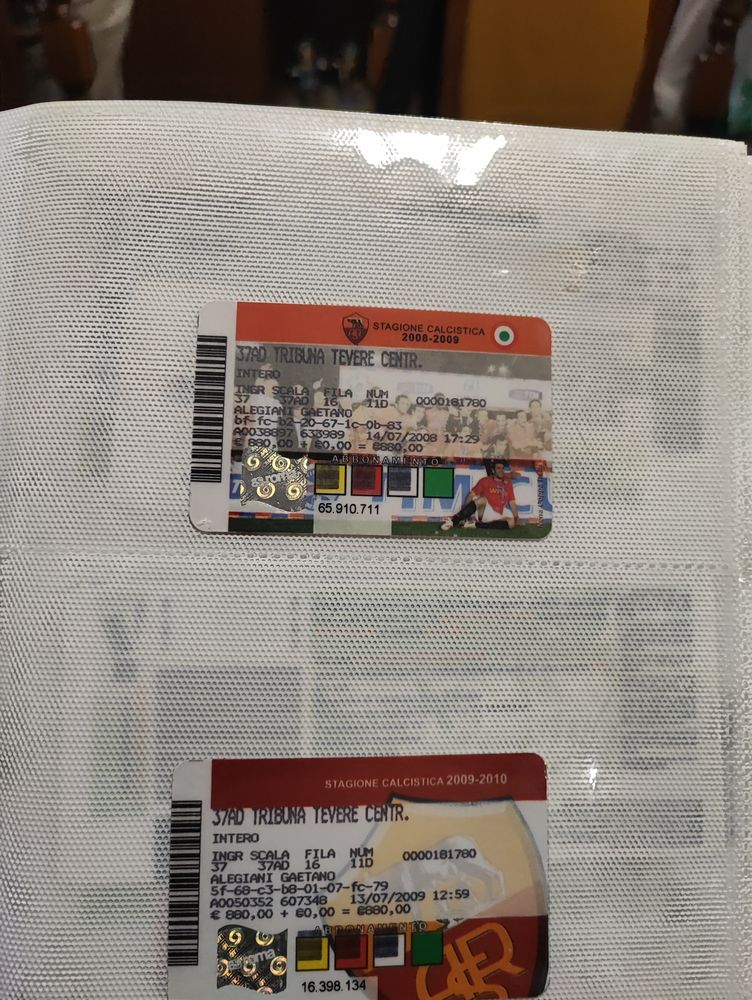 STAGIONE CALCISTICA
2008-2009
37AD TRIBUNA TEVERE CENTR.
INTERO
INGR SCALA FILA NUM
37 37AD 16 11D 0000181780
ALEGIANI GAETANO
bf-fc-b2-20-67-1c-0b-83
A0038897 633989 14/07/2008 17:29
€ 880,00 + €0,00 = €880,00
ABBONAMENTO
65.910.711
STAGIONE CALCISTICA 2009-2010
37AD TRIBUNA TEVERE CENTR.
INTERO
INGR SCALA FILA NUM
37 37AD 16 11D 0000181780
ALEGIANI GAETANO
5f-68-c3-b8-01-07-fc-79
A0050352 607348 13/07/2009 12:59
€ 880,00 + €0,00 = €880,00
ABBONAMENTO
asroma
16.398.134